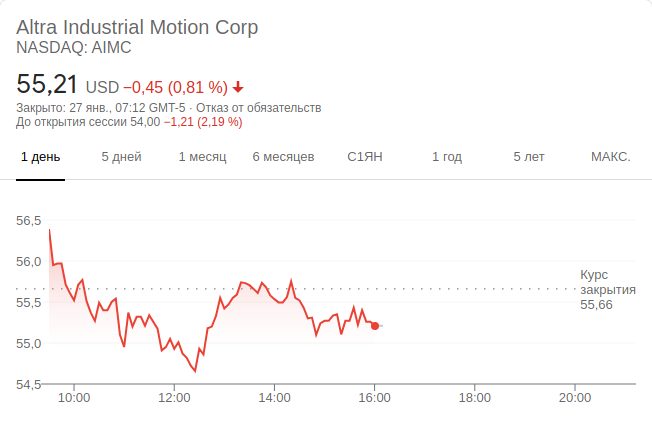 Altra Industrial Motion Corp
NASDAQ: AIMC
55,21 USD −0,45 (0,81 %)
Закрыто: 27 янв., 07:12 GMT-5 · Отказ от обязательств
До открытия сессии 54,00 −1,21 (2,19 %)
1 день 5 дней 1 месяц 6 месяцев С1ЯН 1 год 5 лет МАКС.
56,5
56,0
Курс
закрытия
55,66
55,5
55,0
54,5
10:00 12:00 14:00 16:00 18:00 20:00